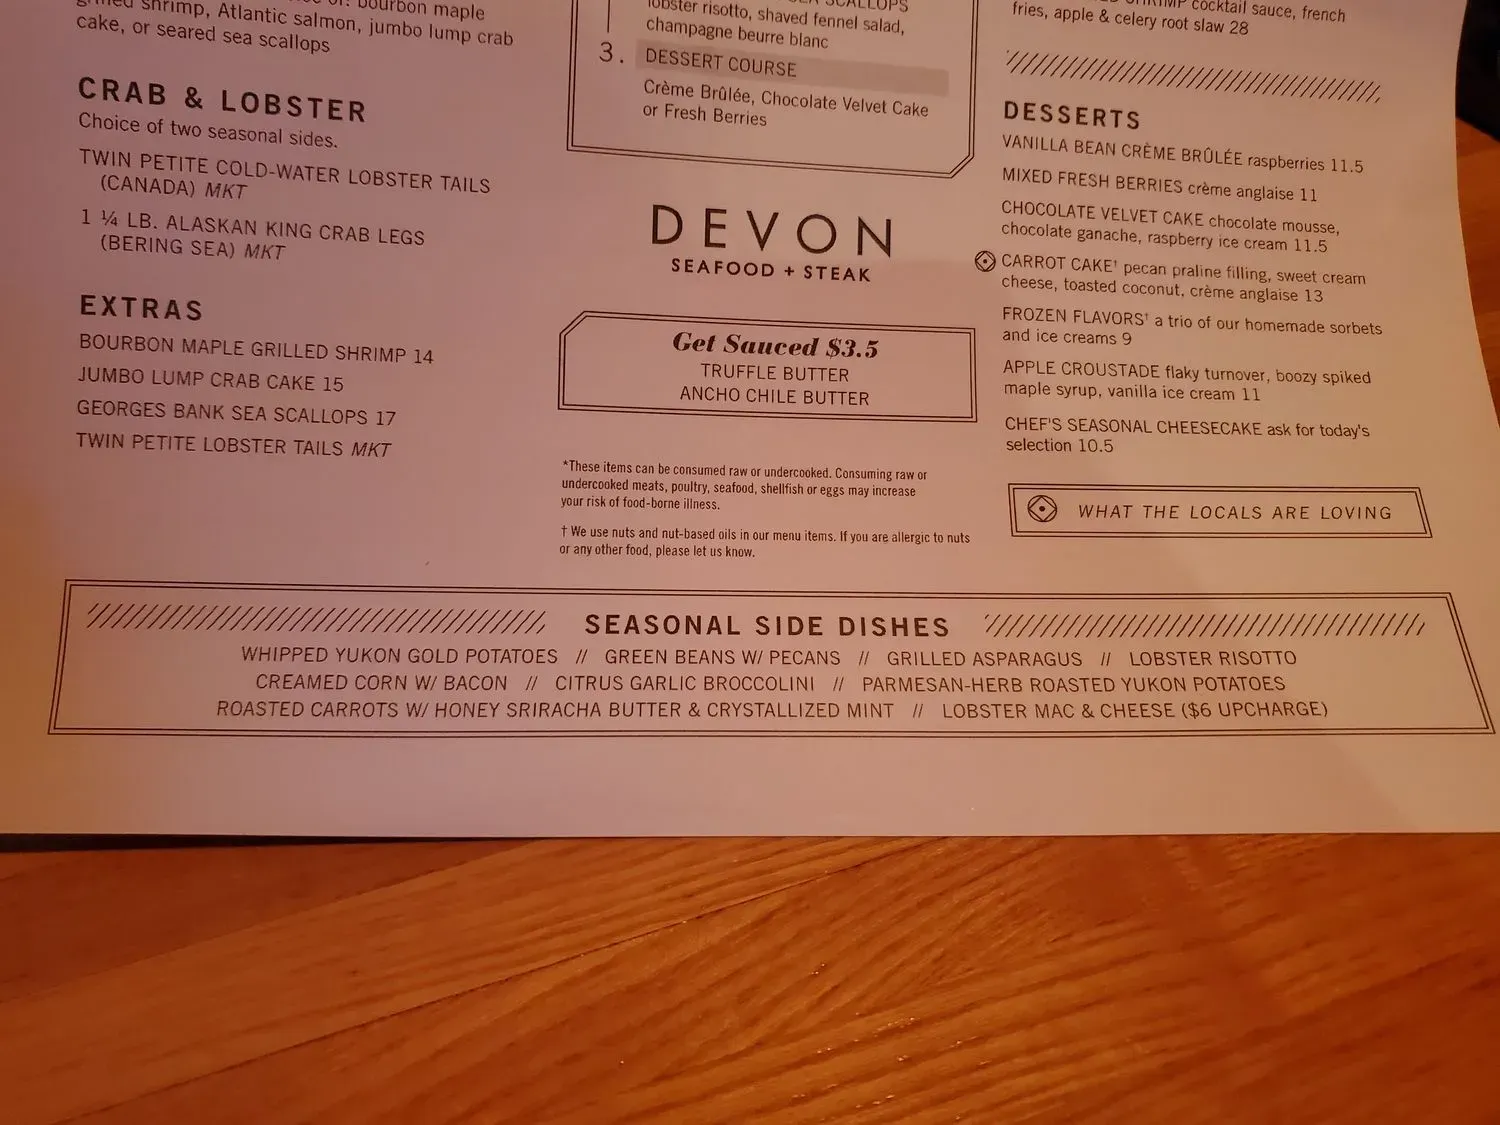 bourbon maple
grilled shrimp, Atlantic salmon, jumbo lump crab
cake, or seared sea scallops
CRAB & LOBSTER
Choice of two seasonal sides.
TWIN PETITE COLD-WATER LOBSTER TAILS
(CANADA) MKT
1 ¼ LB. ALASKAN KING CRAB LEGS
(BERING SEA) MKT
EXTRAS
BOURBON MAPLE GRILLED SHRIMP 14
JUMBO LUMP CRAB CAKE 15
GEORGES BANK SEA SCALLOPS 17
TWIN PETITE LOBSTER TAILS MKT
SCALLOPS
lobster risotto, shaved fennel salad,
champagne beurre blanc
3. DESSERT COURSE
Crème Brûlée, Chocolate Velvet Cake
or Fresh Berries
DEVON
SEAFOOD + STEAK
Get Sauced $3.5
TRUFFLE BUTTER
ANCHO CHILE BUTTER
*These items can be consumed raw or undercooked. Consuming raw or
undercooked meats, poultry, seafood, shellfish or eggs may increase
your risk of food-borne illness.
† We use nuts and nut-based oils in our menu items. If you are allergic to nuts
or any other food, please let us know.
cocktail sauce, french
fries, apple & celery root slaw 28
DESSERTS
VANILLA BEAN CRÈME BRÛLÉE raspberries 11.5
MIXED FRESH BERRIES crème anglaise 11
CHOCOLATE VELVET CAKE chocolate mousse,
chocolate ganache, raspberry ice cream 11.5
CARROT CAKE† pecan praline filling, sweet cream
cheese, toasted coconut, crème anglaise 13
FROZEN FLAVORS† a trio of our homemade sorbets
and ice creams 9
APPLE CROUSTADE flaky turnover, boozy spiked
maple syrup, vanilla ice cream 11
CHEF'S SEASONAL CHEESECAKE ask for today's
selection 10.5
WHAT THE LOCALS ARE LOVING
SEASONAL SIDE DISHES
WHIPPED YUKON GOLD POTATOES // GREEN BEANS W/ PECANS // GRILLED ASPARAGUS // LOBSTER RISOTTO
CREAMED CORN W/ BACON // CITRUS GARLIC BROCCOLINI // PARMESAN-HERB ROASTED YUKON POTATOES
ROASTED CARROTS W/ HONEY SRIRACHA BUTTER & CRYSTALLIZED MINT // LOBSTER MAC & CHEESE ($6 UPCHARGE)